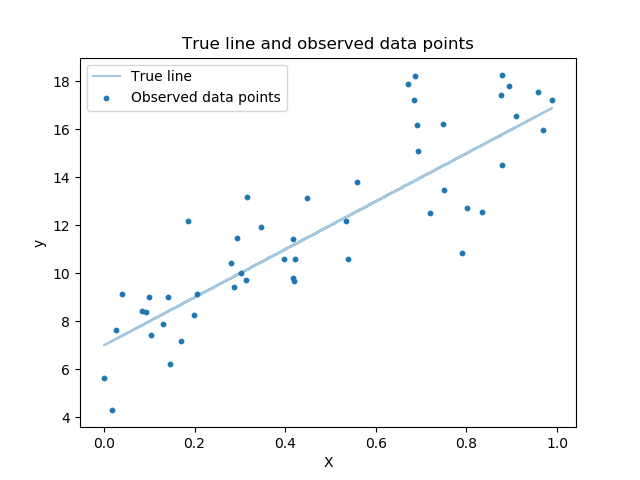 True line and observed data points
True line
Observed data points
18
16
14
12
10
8
6
4
y
0.0 0.2 0.4 0.6 0.8 1.0
X